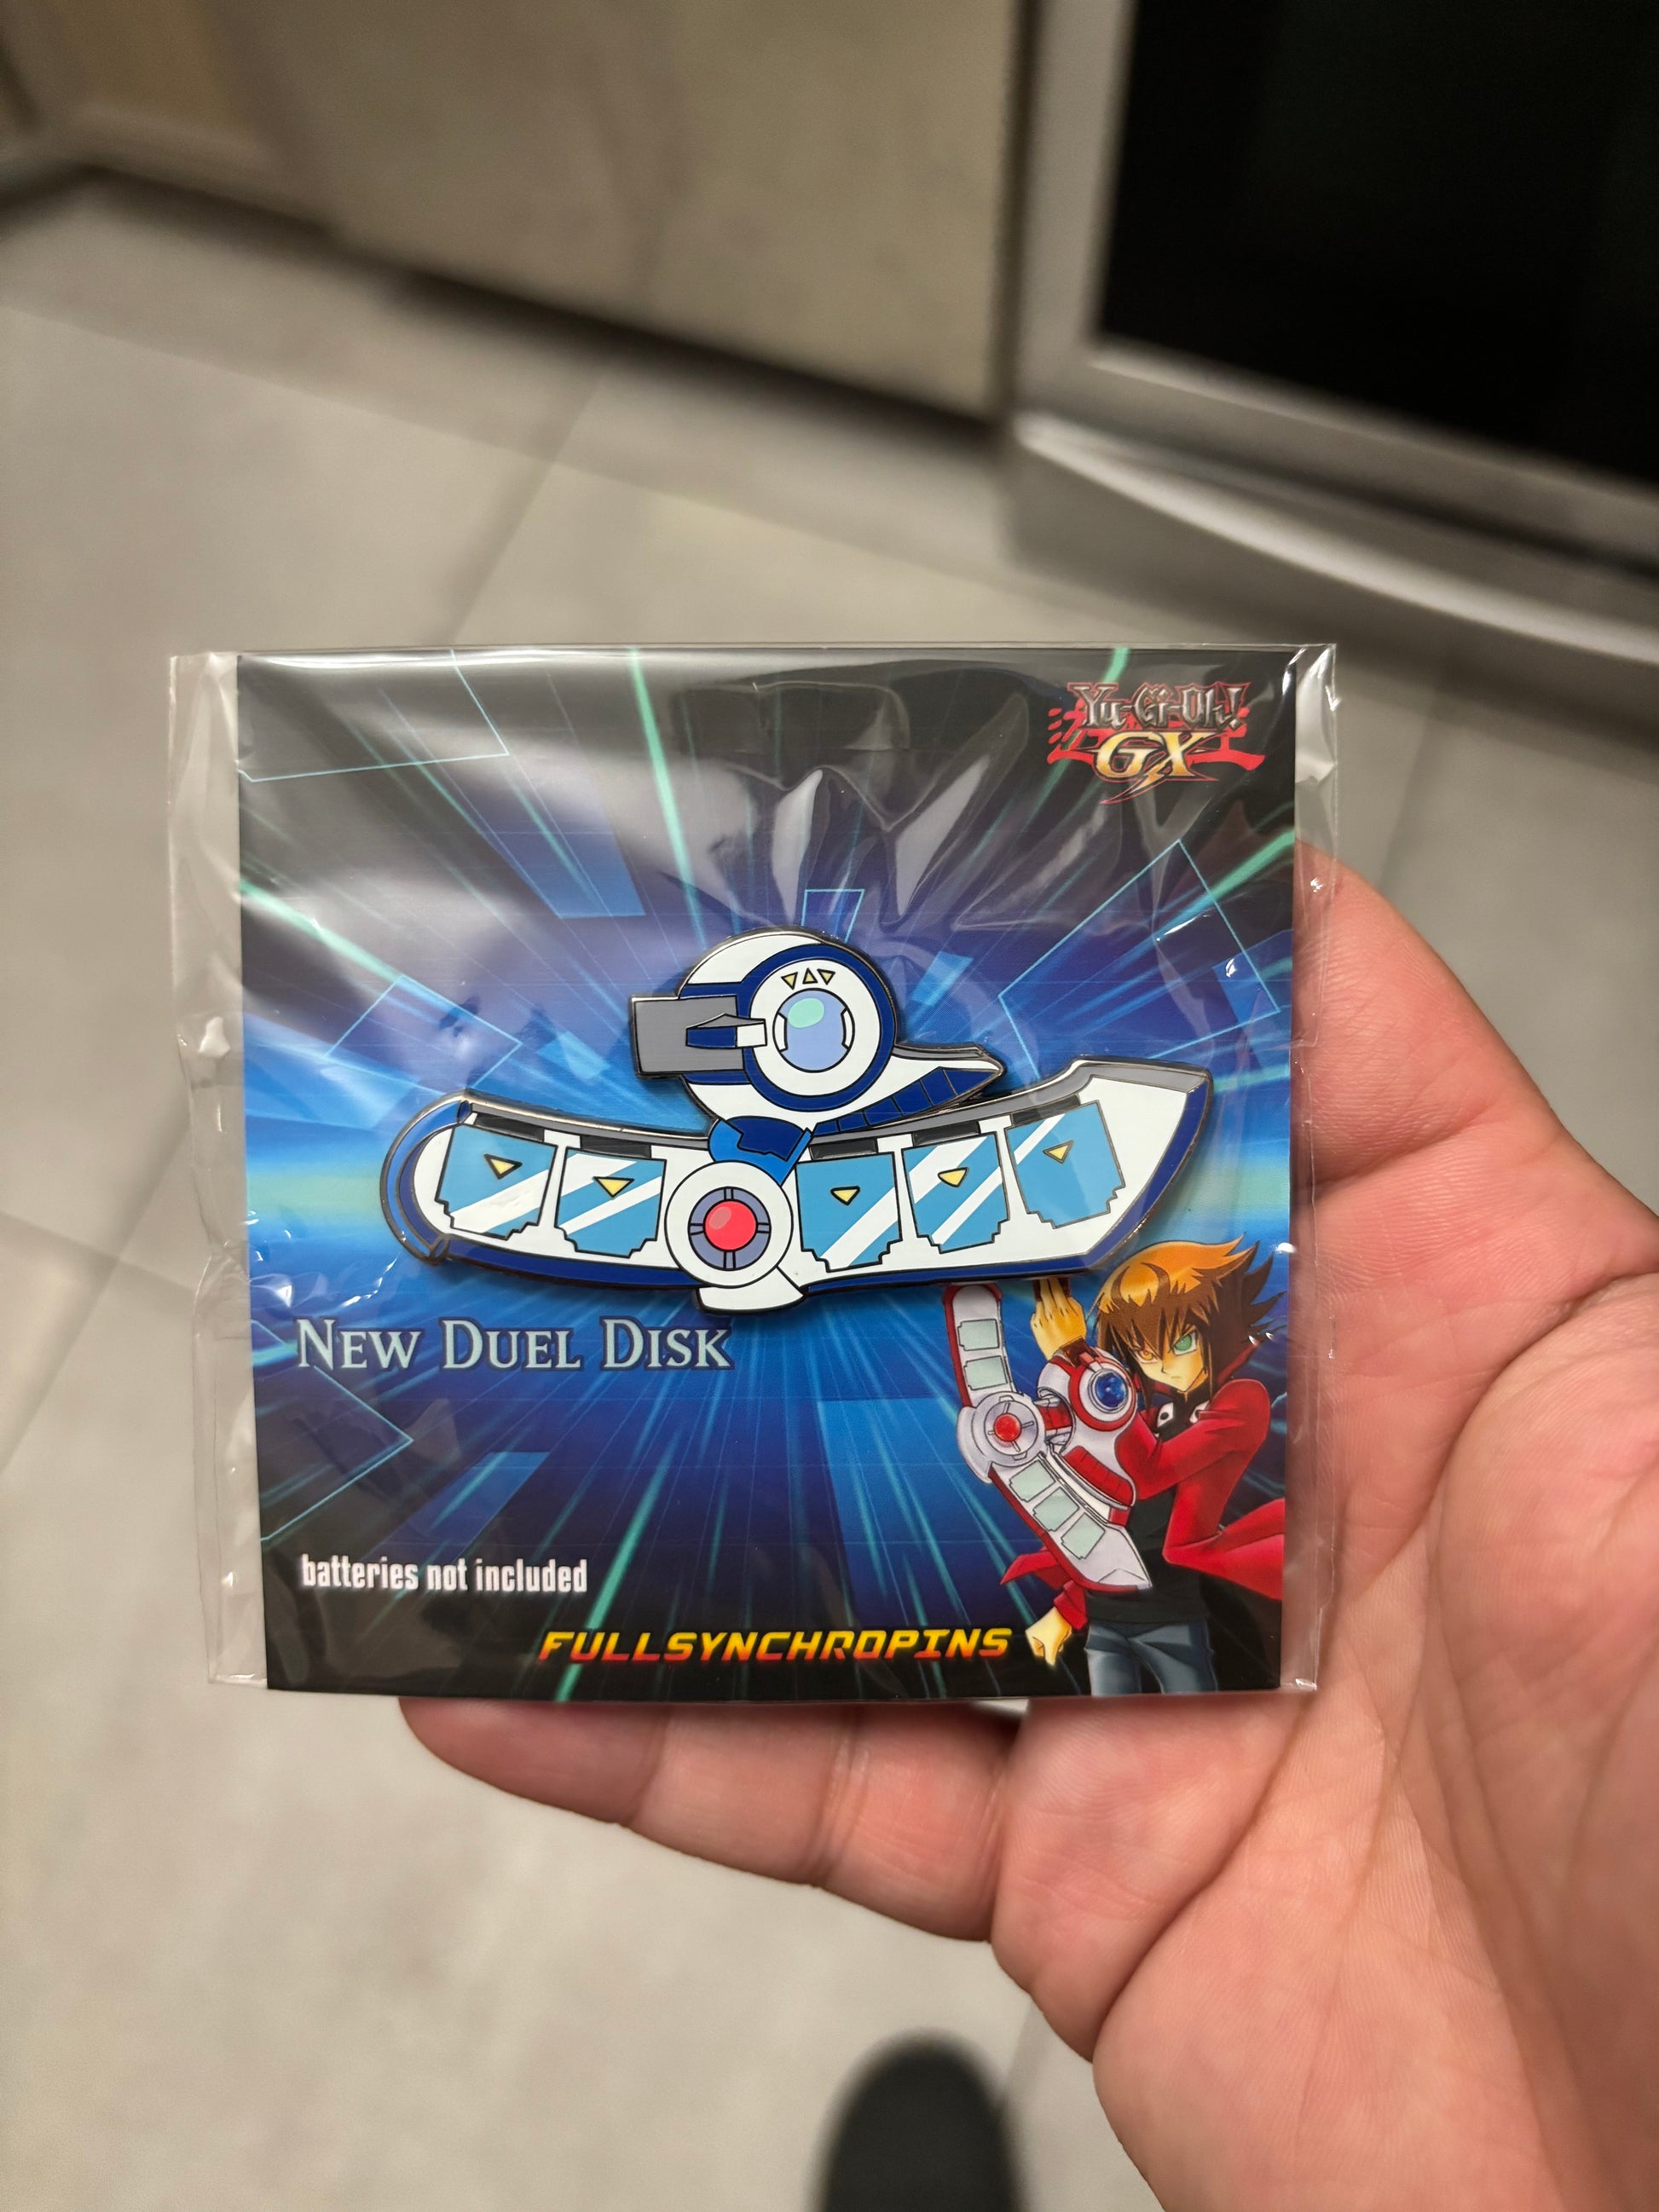 Yu-Gi-Oh!
GX
NEW DUEL DISK
batteries not included
FULLSYNCHROPINS